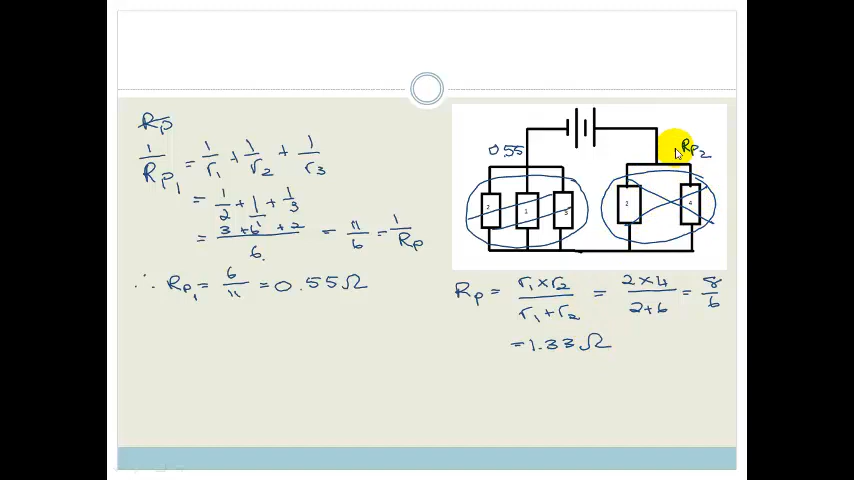 Rp
1/Rp1 = 1/r1 + 1/r2 + 1/r3
= 1/2 + 1/1 + 1/3
= 3+6+2/6 = 11/6 = 1/Rp
∴ Rp1 = 6/11 = 0.55Ω
0.55
Rp2
2
1
3
2
4
Rp = r1×r2/r1+r2 = 2×4/2+6 = 8/6
= 1.33Ω